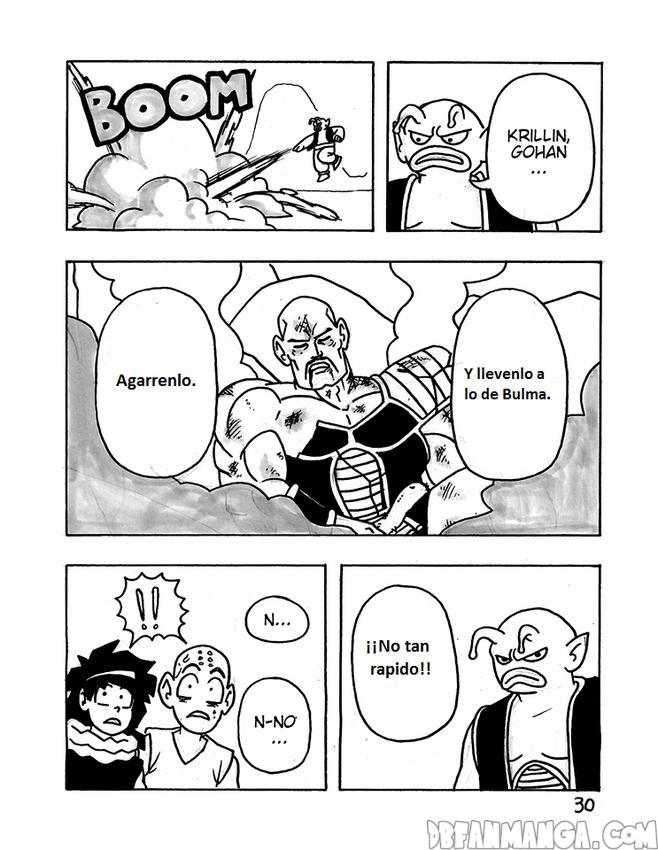 BOOM
KRILLIN,
GOHAN
...
Agarrenlo.
Y llevenlo a
lo de Bulma.
!!
N...
N-NO
...
¡¡No tan
rapido!!
30
DBFANMANGA.COM